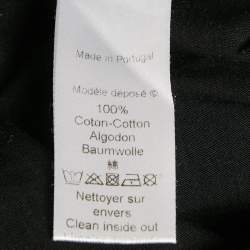 Made in Portugal
Modèle déposé ©
100%
Coton-Cotton
Algodon
Baumwolle
Nettoyer sur
envers
Clean inside out